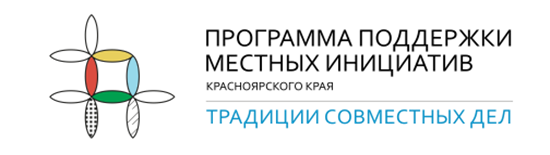 ПРОГРАММА ПОДДЕРЖКИ
МЕСТНЫХ ИНИЦИАТИВ
КРАСНОЯРСКОГО КРАЯ
ТРАДИЦИИ СОВМЕСТНЫХ ДЕЛ